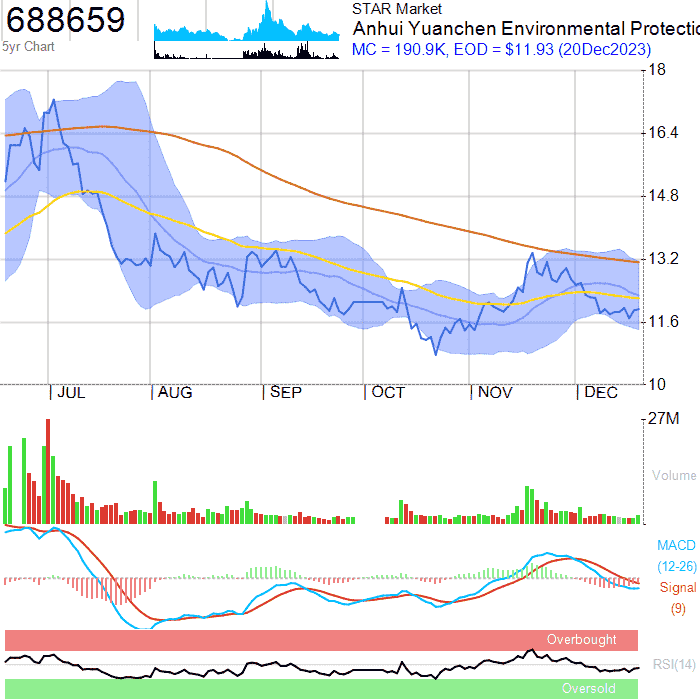 688659
5yr Chart
STAR Market
Anhui Yuanchen Environmental Protectio
MC = 190.9K, EOD = $11.93 (20Dec2023)
18
16.4
14.8
13.2
11.6
10
JUL
AUG
SEP
OCT
NOV
DEC
27M
Volume
MACD
(12-26)
Signal
(9)
Overbought
RSI(14)
Oversold